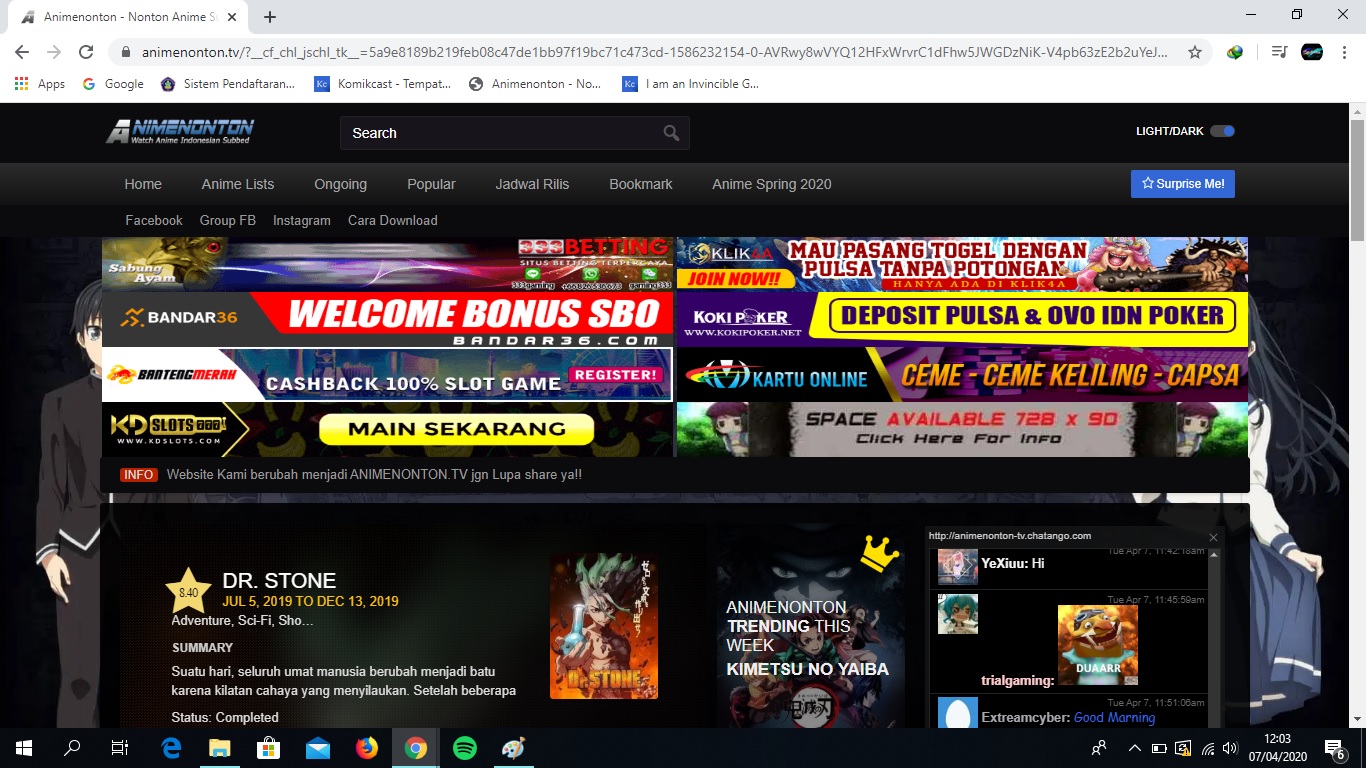 Animenonton - Nonton Anime Su
animenonton.tv/?__cf_chl_jschl_tk__=5a9e8189b219feb08c47de1bb97f19bc71c473cd-1586232154-0-AVRwy8wVYQ12HFxWrvrC1dFhw5JWGDzNiK-V4pb63zE2b2uYeJ...
Apps Google Sistem Pendaftaran... Kc Komikcast - Tempat... Animenonton - No... Kc I am an Invincible G...
ANIMENONTON
Watch Anime Indonesian Subbed
Search
LIGHT/DARK
Home Anime Lists Ongoing Popular Jadwal Rilis Bookmark Anime Spring 2020
Surprise Me!
Facebook Group FB Instagram Cara Download
Sabung
Ayam
333BETTING
SITUS BETTING TERPERCAYA
333gaming +66826536673 gaming333
KLIK4A
JOIN NOW!!
MAU PASANG TOGEL DENGAN
PULSA TANPA POTONGAN
HANYA ADA DI KLIK4A
BANDAR36
WELCOME BONUS SBO
BANDAR36.COM
KOKI POKER
WWW.KOKIPOKER.NET
DEPOSIT PULSA & OVO IDN POKER
BANTENGMERAH
CASHBACK 100% SLOT GAME
REGISTER!
KARTU ONLINE
CEME - CEME KELILING - CAPSA
KDSLOTS777
WWW.KDSLOTS.COM
MAIN SEKARANG
SPACE AVAILABLE 728 x 90
Click Here For Info
INFO Website Kami berubah menjadi ANIMENONTON.TV jgn Lupa share ya!!
8.40
DR. STONE
JUL 5, 2019 TO DEC 13, 2019
Adventure, Sci-Fi, Sho...
SUMMARY
Suatu hari, seluruh umat manusia berubah menjadi batu
karena kilatan cahaya yang menyilaukan. Setelah beberapa
Status: Completed
Dr.STONE
ANIMENONTON
TRENDING THIS
WEEK
KIMETSU NO YAIBA
http://animenonton-tv.chatango.com
Tue Apr 7, 11:42:18am
YeXiuu: Hi
Tue Apr 7, 11:45:59am
DUAARR
trialgaming:
Tue Apr 7, 11:51:06am
Extreamcyber: Good Marning
12:03
07/04/2020
6